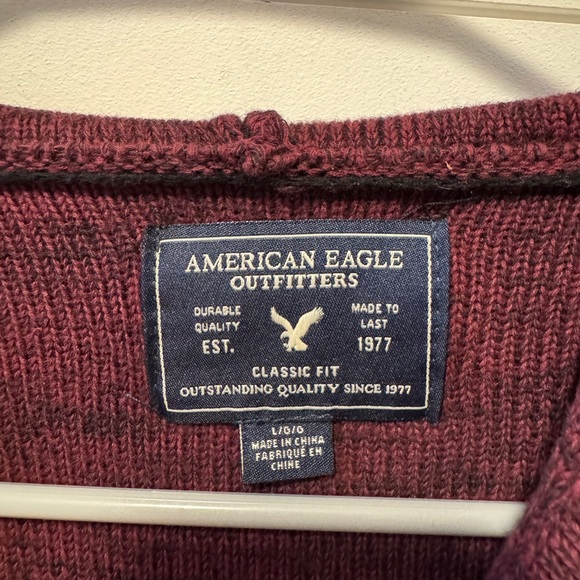 AMERICAN EAGLE
OUTFITTERS
DURABLE
QUALITY
EST.
MADE TO
LAST
1977
CLASSIC FIT
OUTSTANDING QUALITY SINCE 1977
L/G/G
MADE IN CHINA
FABRIQUÉ EN
CHINE